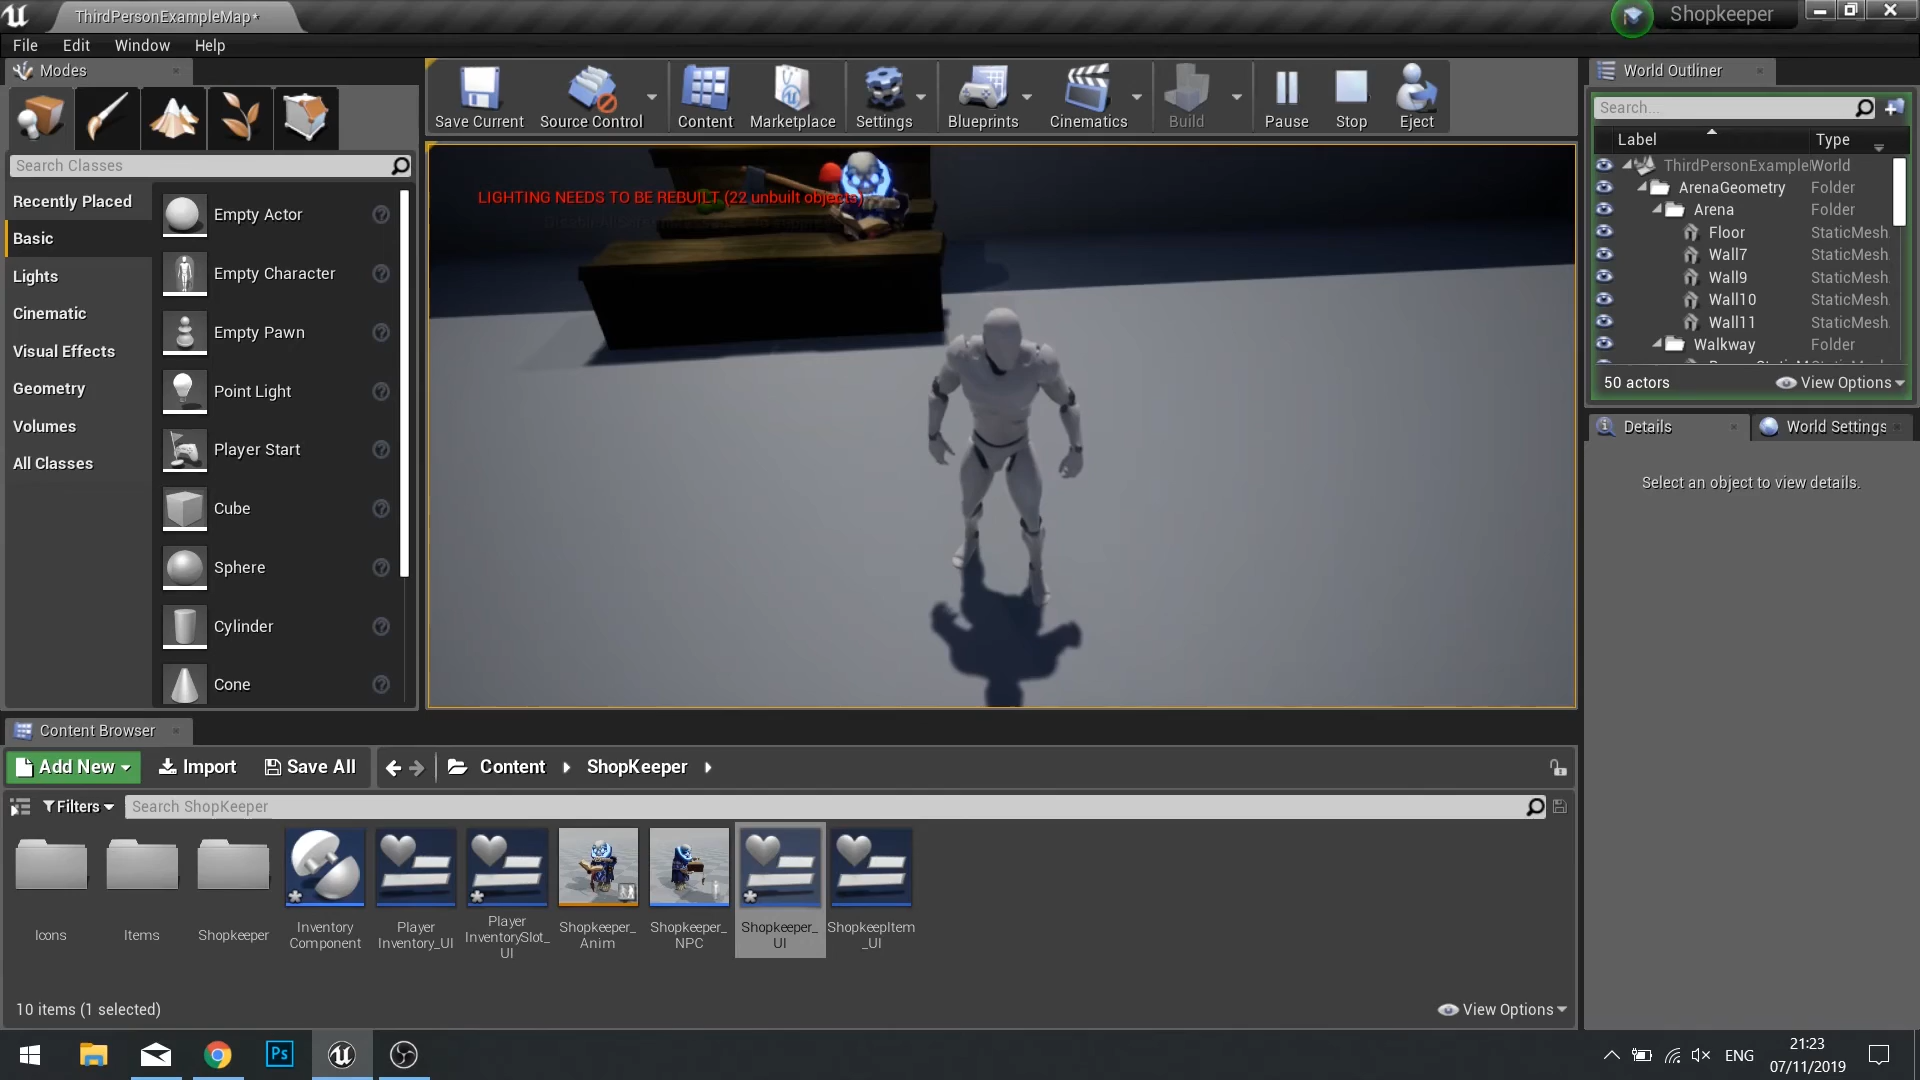 ThirdPersonExampleMap*
Shopkeeper
File Edit Window Help
Modes
Search Classes
Recently Placed
Basic
Lights
Cinematic
Visual Effects
Geometry
Volumes
All Classes
Empty Actor
Empty Character
Empty Pawn
Point Light
Player Start
Cube
Sphere
Cylinder
Cone
Save Current
Source Control
Content
Marketplace
Settings
Blueprints
Cinematics
Build
Pause
Stop
Eject
LIGHTING NEEDS TO BE REBUILT (22 unbuilt objects)
World Outliner
Search...
Label Type
ThirdPersonExampleWorld
ArenaGeometry Folder
Arena Folder
Floor StaticMesh
Wall7 StaticMesh
Wall9 StaticMesh
Wall10 StaticMesh
Wall11 StaticMesh
Walkway Folder
50 actors View Options
Details World Settings
Select an object to view details.
Content Browser
Add New Import Save All Content ShopKeeper
Filters Search ShopKeeper
Icons
Items
Shopkeeper
Inventory
Component
Player
Inventory_UI
Player
InventorySlot_
UI
Shopkeeper_
Anim
Shopkeeper_
NPC
Shopkeeper_
UI
ShopkeepItem
_UI
10 items (1 selected) View Options
Ps
ENG
21:23
07/11/2019